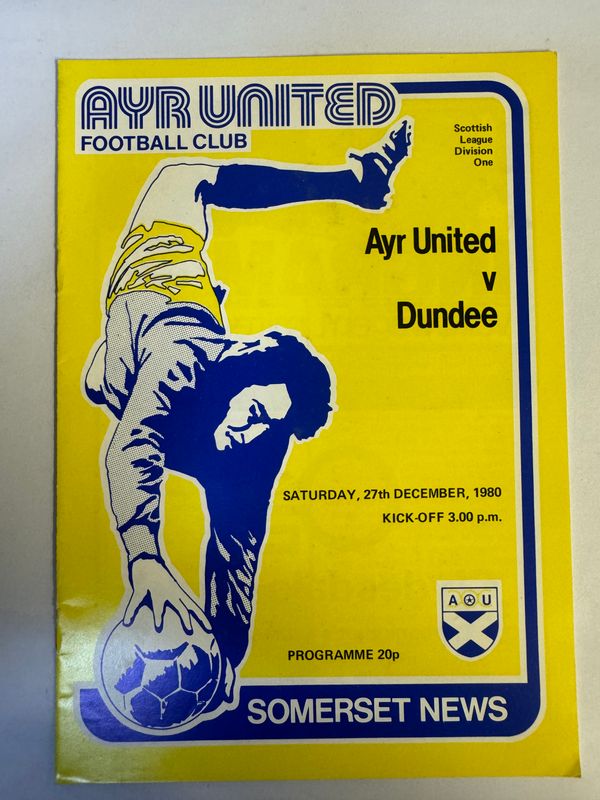 AYR UNITED
FOOTBALL CLUB
Scottish
League
Division
One
Ayr United
v
Dundee
SATURDAY, 27th DECEMBER, 1980
KICK-OFF 3.00 p.m.
A U
PROGRAMME 20p
SOMERSET NEWS